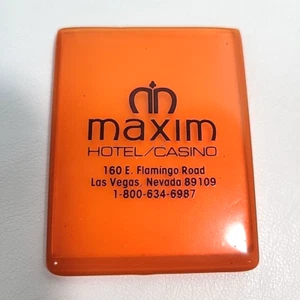 maxim
HOTEL/CASINO
160 E. Flamingo Road
Las Vegas, Nevada 89109
1-800-634-6987